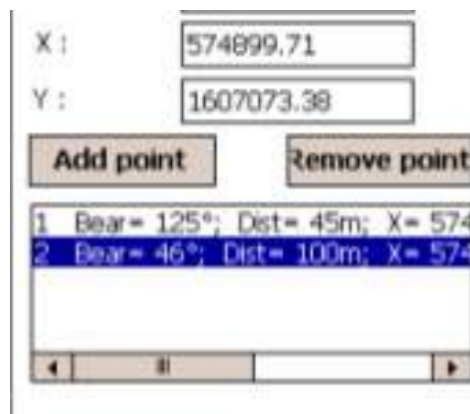 X :
574899.71
Y :
1607073.38
Add point
Remove point
1 Bear= 125°; Dist= 45m; X= 574
2 Bear= 46°; Dist= 100m; X= 574